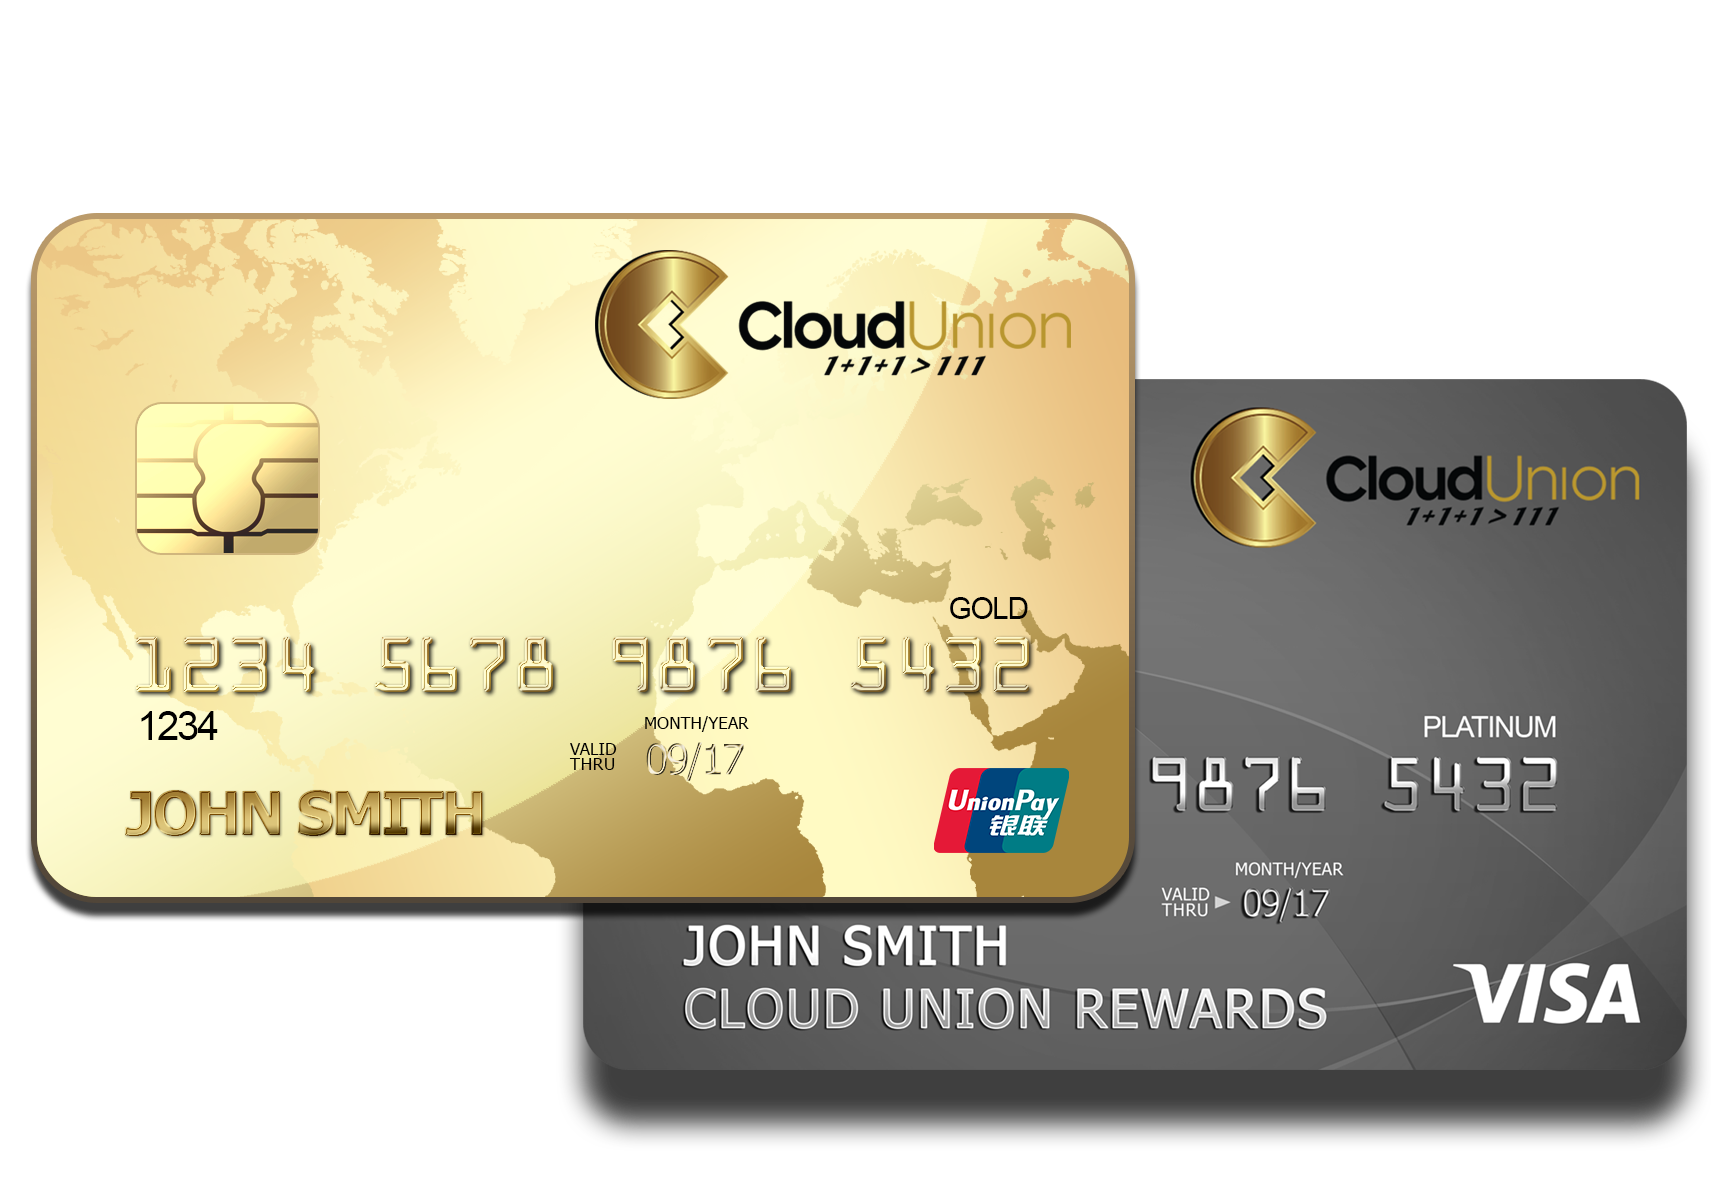 CloudUnion
1+1+1>111
GOLD
1234 5678 9876 5432
1234
MONTH/YEAR
VALID
THRU
09/17
JOHN SMITH
UnionPay
银联
CloudUnion
1+1+1>111
PLATINUM
9876 5432
MONTH/YEAR
VALID
THRU
09/17
JOHN SMITH
CLOUD UNION REWARDS
VISA